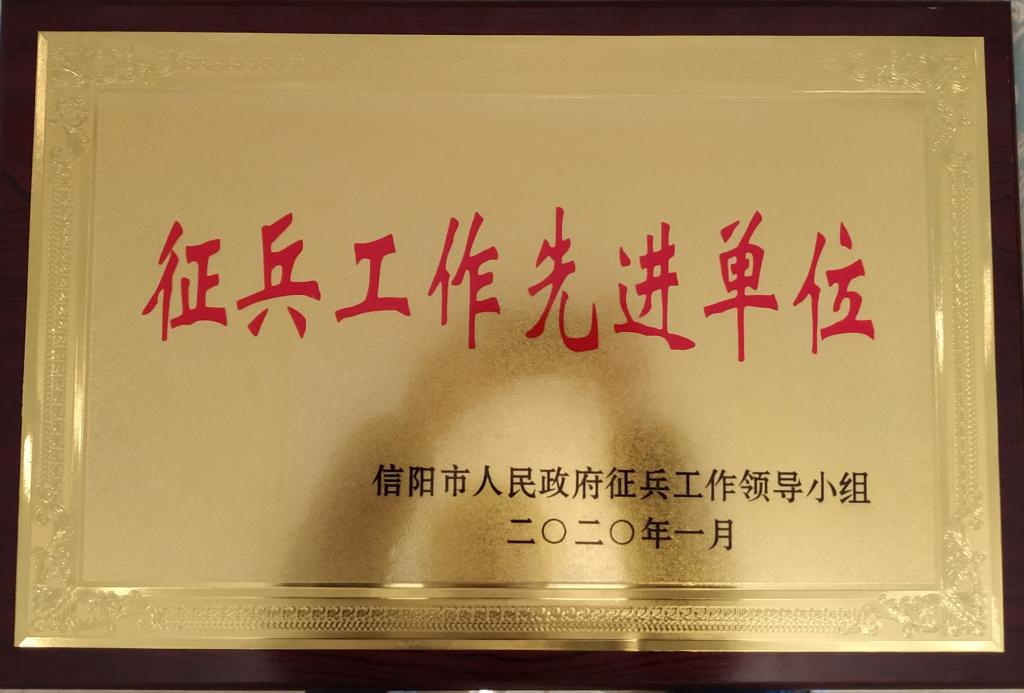 征兵工作先进单位
信阳市人民政府征兵工作领导小组
二〇二〇年一月